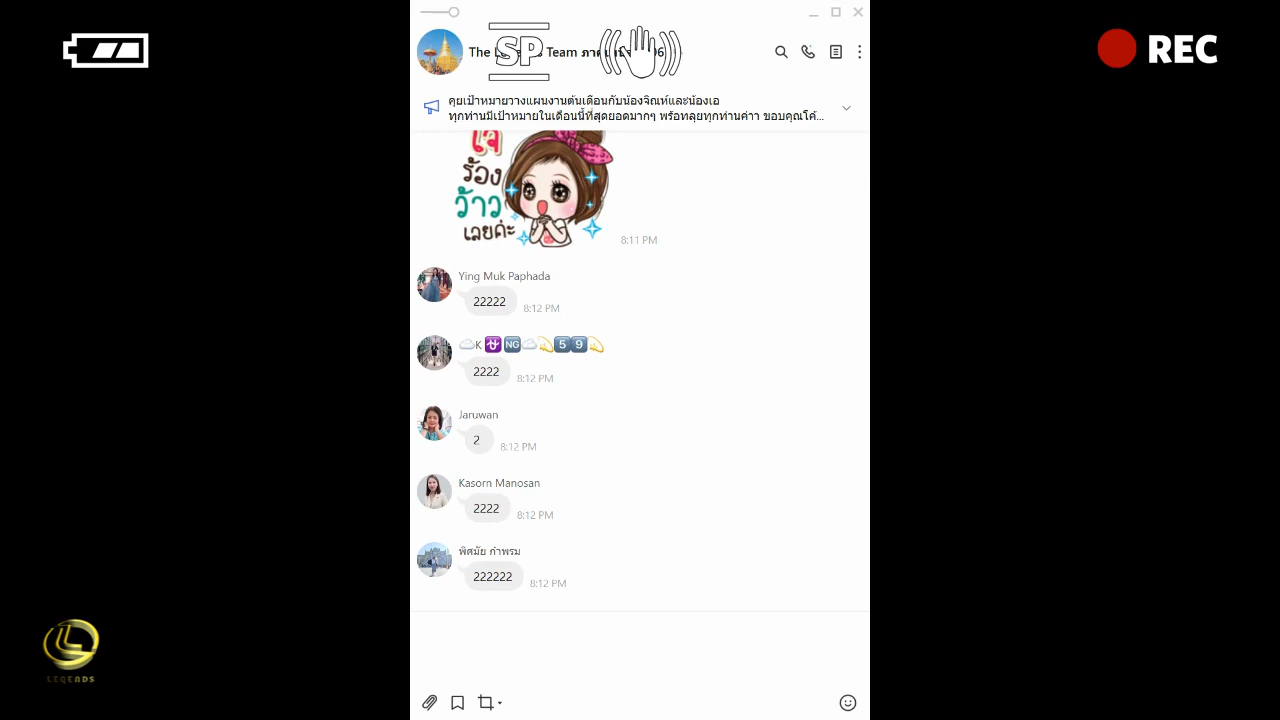 REC
SP
The Team ภาค
คุยเป้าหมายวางแผนงานต้นเดือนกับน้องจิณห์และน้องเอ
ทุกท่านมีเป้าหมายในเดือนนี้ที่สุดยอดมากๆ พร้อทลุยทุกท่านค่าา ขอบคุณโค้...
ใจ
ร้อง
ว้าว
เลยค่ะ
8:11 PM
Ying Muk Paphada
22222
8:12 PM
☁️K⛎🆖☁️💫5️⃣9️⃣💫
2222
8:12 PM
Jaruwan
2
8:12 PM
Kasorn Manosan
2222
8:12 PM
พิศมัย กำพรม
222222
8:12 PM
LEGENDS